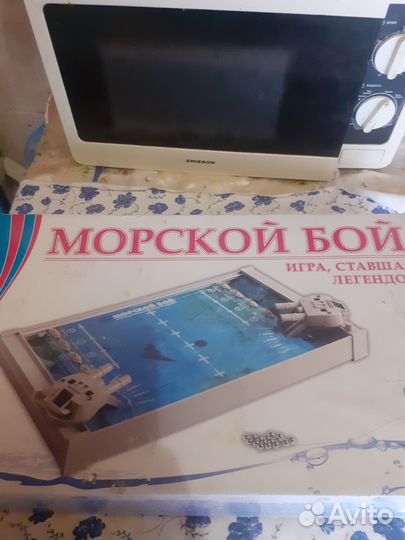 ERISSON
МОРСКОЙ БОЙ
ИГРА, СТАВША
ЛЕГЕНДО
МОРСКОЙ БОЙ
Avito